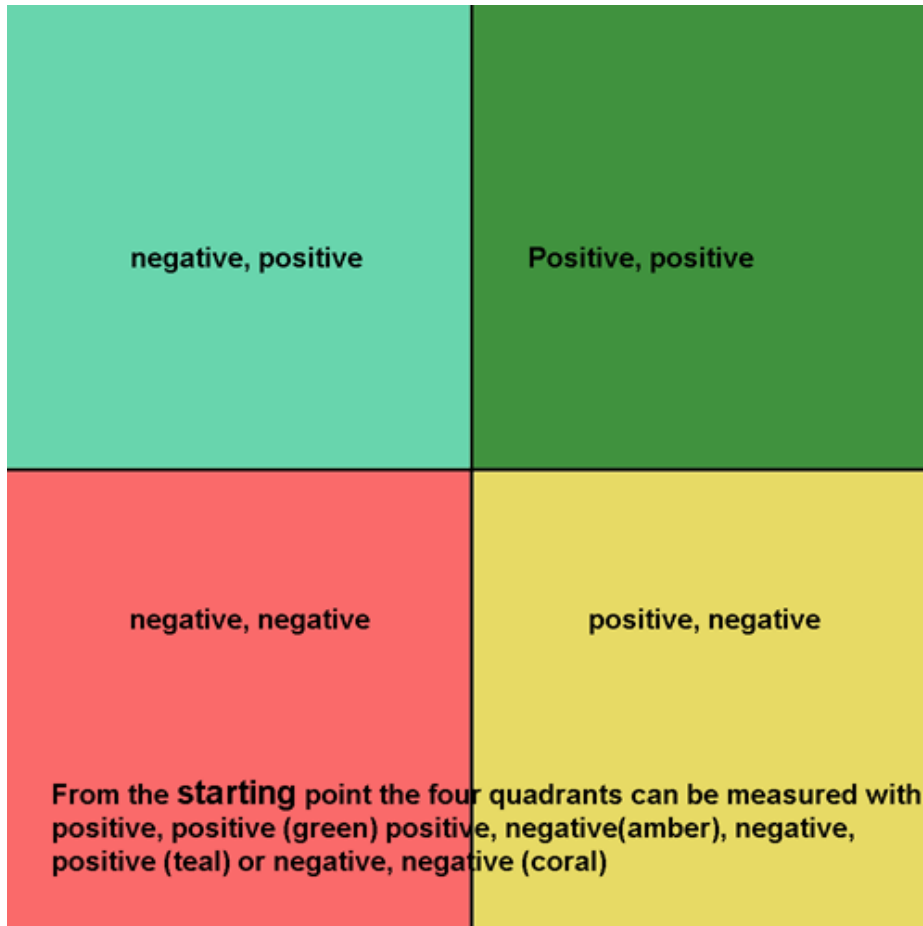 negative, positive
Positive, positive
negative, negative
positive, negative
From the starting point the four quadrants can be measured with
positive, positive (green) positive, negative(amber), negative,
positive (teal) or negative, negative (coral)